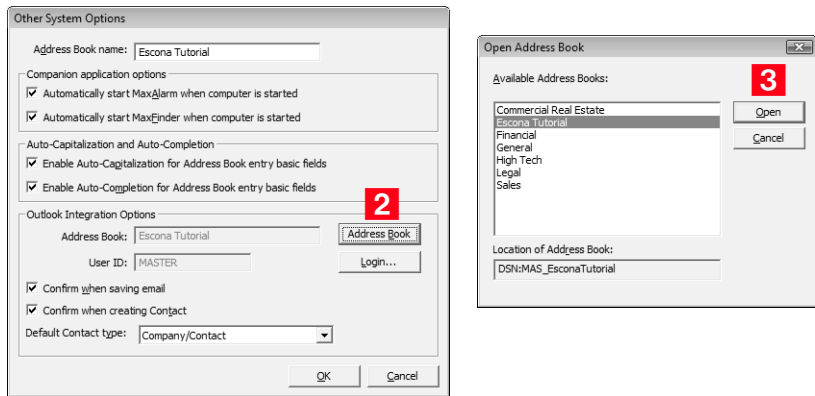 Other System Options
Address Book name: Escona Tutorial
Companion application options
Automatically start MaxAlarm when computer is started
Automatically start MaxFinder when computer is started
Auto-Capitalization and Auto-Completion
Enable Auto-Capitalization for Address Book entry basic fields
Enable Auto-Completion for Address Book entry basic fields
2
Outlook Integration Options
Address Book: Escona Tutorial Address Book
User ID: MASTER Login...
Confirm when saving email
Confirm when creating Contact
Default Contact type: Company/Contact
OK Cancel
Open Address Book
3
Available Address Books:
Commercial Real Estate Open
Escona Tutorial
Financial Cancel
General
High Tech
Legal
Sales
Location of Address Book:
DSN:MAS_EsconaTutorial